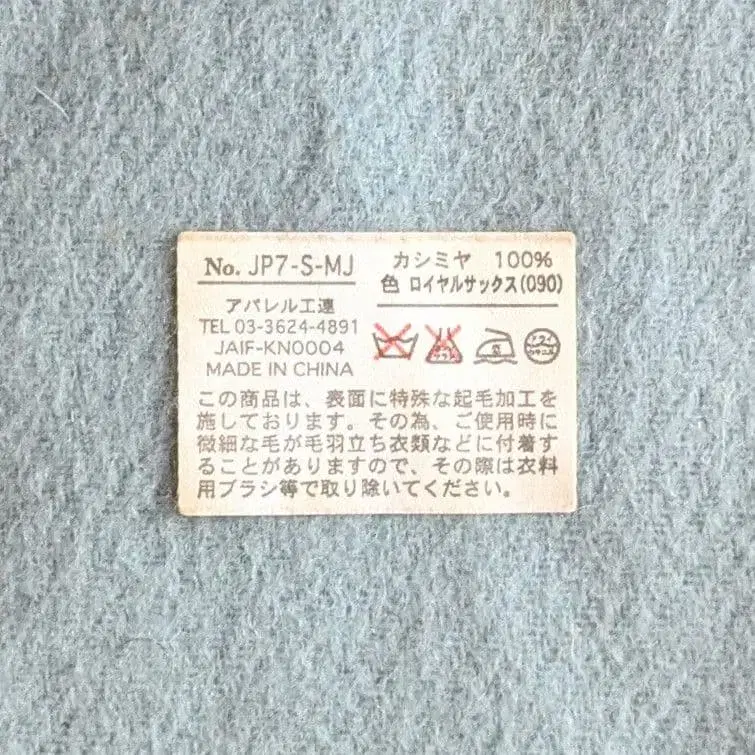 No. JP7-S-MJ
カシミヤ 100%
色 ロイヤルサックス(090)
アパレル工連
TEL 03-3624-4891
JAIF-KN0004
MADE IN CHINA
この商品は、表面に特殊な起毛加工を
施しております。その為、ご使用時に
微細な毛が毛羽立ち衣類などに付着す
ることがありますので、その際は衣料
用ブラシ等で取り除いてください。